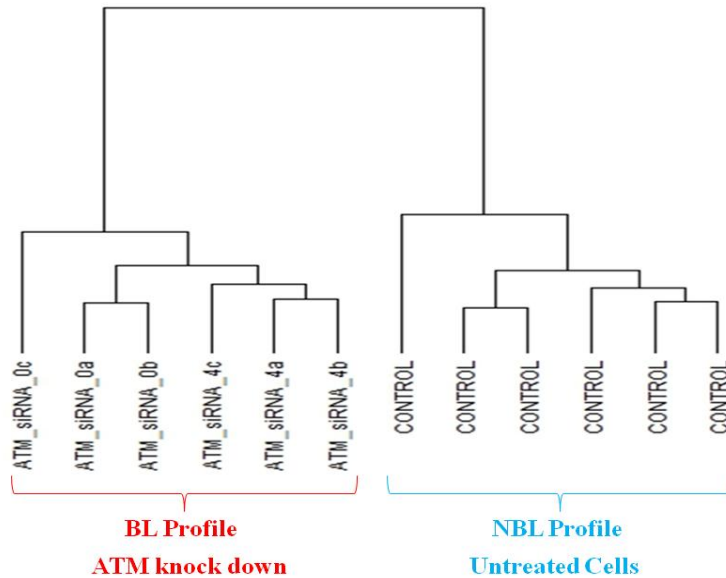 ATM_siRNA_0c
ATM_siRNA_0a
ATM_siRNA_0b
ATM_siRNA_4c
ATM_siRNA_4a
ATM_siRNA_4b
CONTROL
CONTROL
CONTROL
CONTROL
CONTROL
CONTROL
BL Profile
ATM knock down
NBL Profile
Untreated Cells